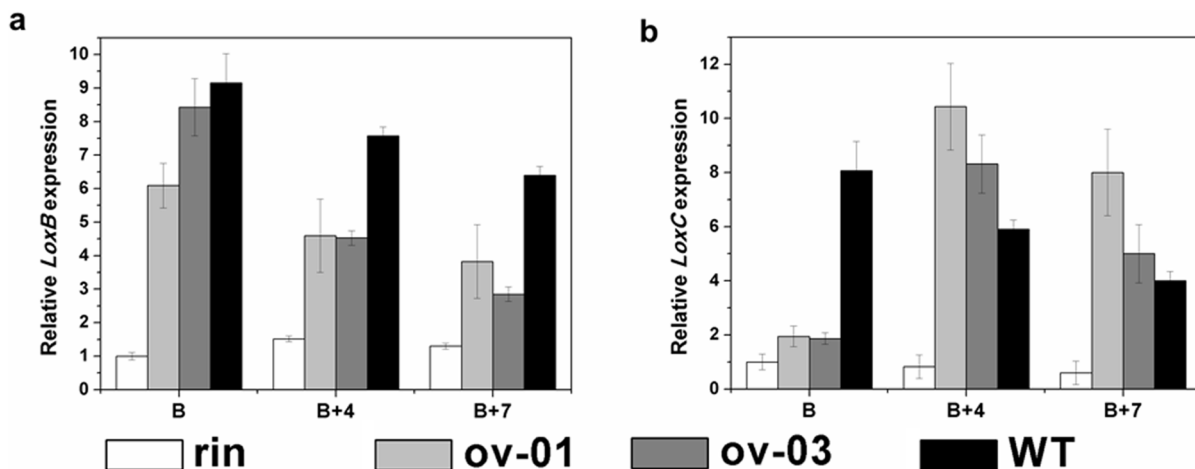 a
Relative LoxB expression
10
9
8
7
6
5
4
3
2
1
0
B
B+4
B+7
b
Relative LoxC expression
12
10
8
6
4
2
0
B
B+4
B+7
rin
ov-01
ov-03
WT